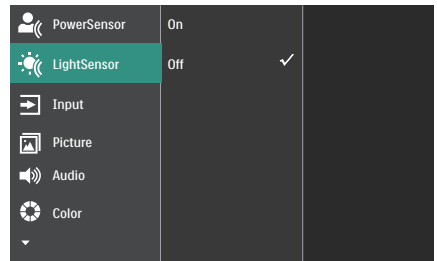 PowerSensor
LightSensor
Input
Picture
Audio
Color
On
Off